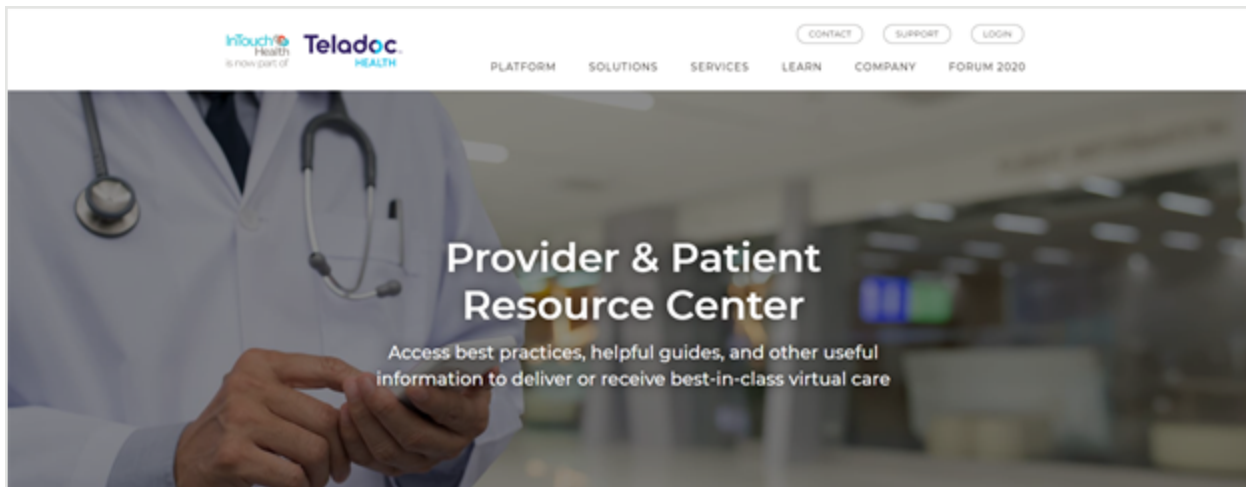 InTouch
Health
is now part of
Teladoc
HEALTH
CONTACT
SUPPORT
LOGIN
PLATFORM
SOLUTIONS
SERVICES
LEARN
COMPANY
FORUM 2020
Provider & Patient
Resource Center
Access best practices, helpful guides, and other useful
information to deliver or receive best-in-class virtual care